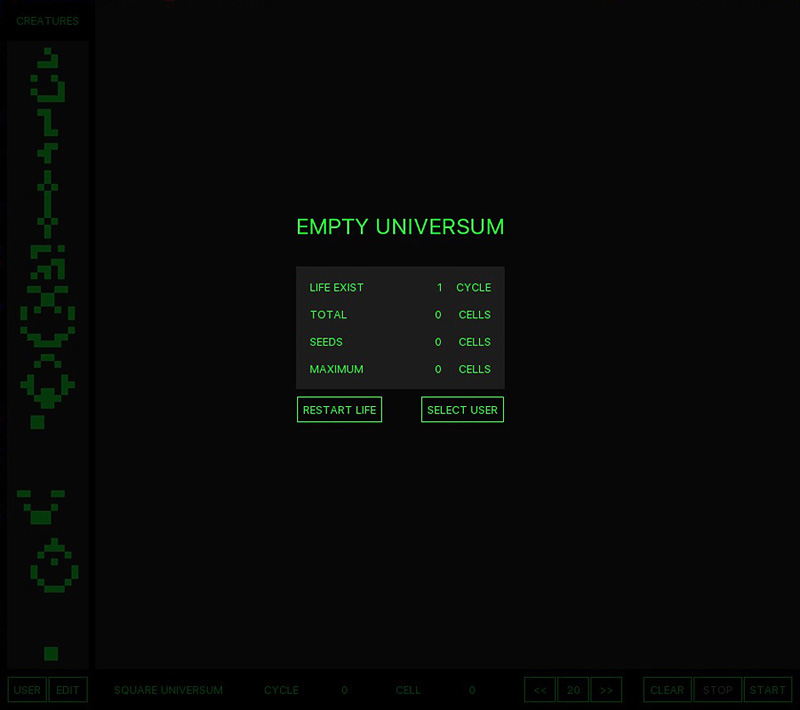 CREATURES
EMPTY UNIVERSUM
LIFE EXIST 1 CYCLE
TOTAL 0 CELLS
SEEDS 0 CELLS
MAXIMUM 0 CELLS
RESTART LIFE SELECT USER
USER EDIT SQUARE UNIVERSUM CYCLE 0 CELL 0 << 20 >> CLEAR STOP START